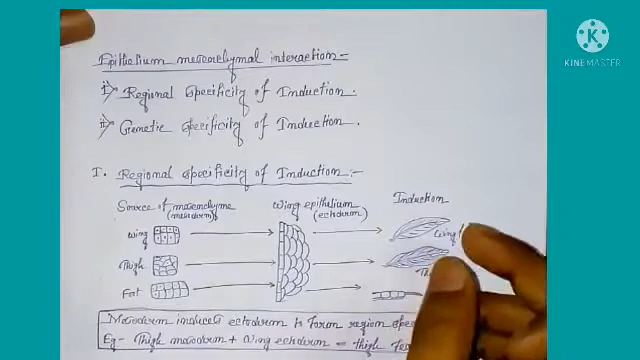 Epithelium mesenchymal interaction:-
i> Regional specificity of Induction.
ii> Genetic specificity of Induction.
I. Regional specificity of Induction:-
Source of mesenchyme (mesoderm) Wing epithelium (ectoderm) Induction
Wing Wing
Thigh
Foot
Mesoderm induces ectoderm to form region
Eg- Thigh mesoderm + Wing ectoderm = Thigh
KINEMASTER